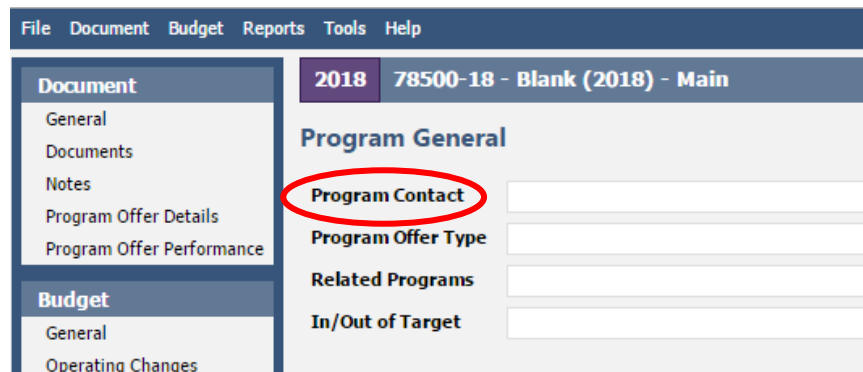 File Document Budget Reports Tools Help
Document
General
Documents
Notes
Program Offer Details
Program Offer Performance
Budget
General
Operating Changes
2018 78500-18 - Blank (2018) - Main
Program General
Program Contact
Program Offer Type
Related Programs
In/Out of Target